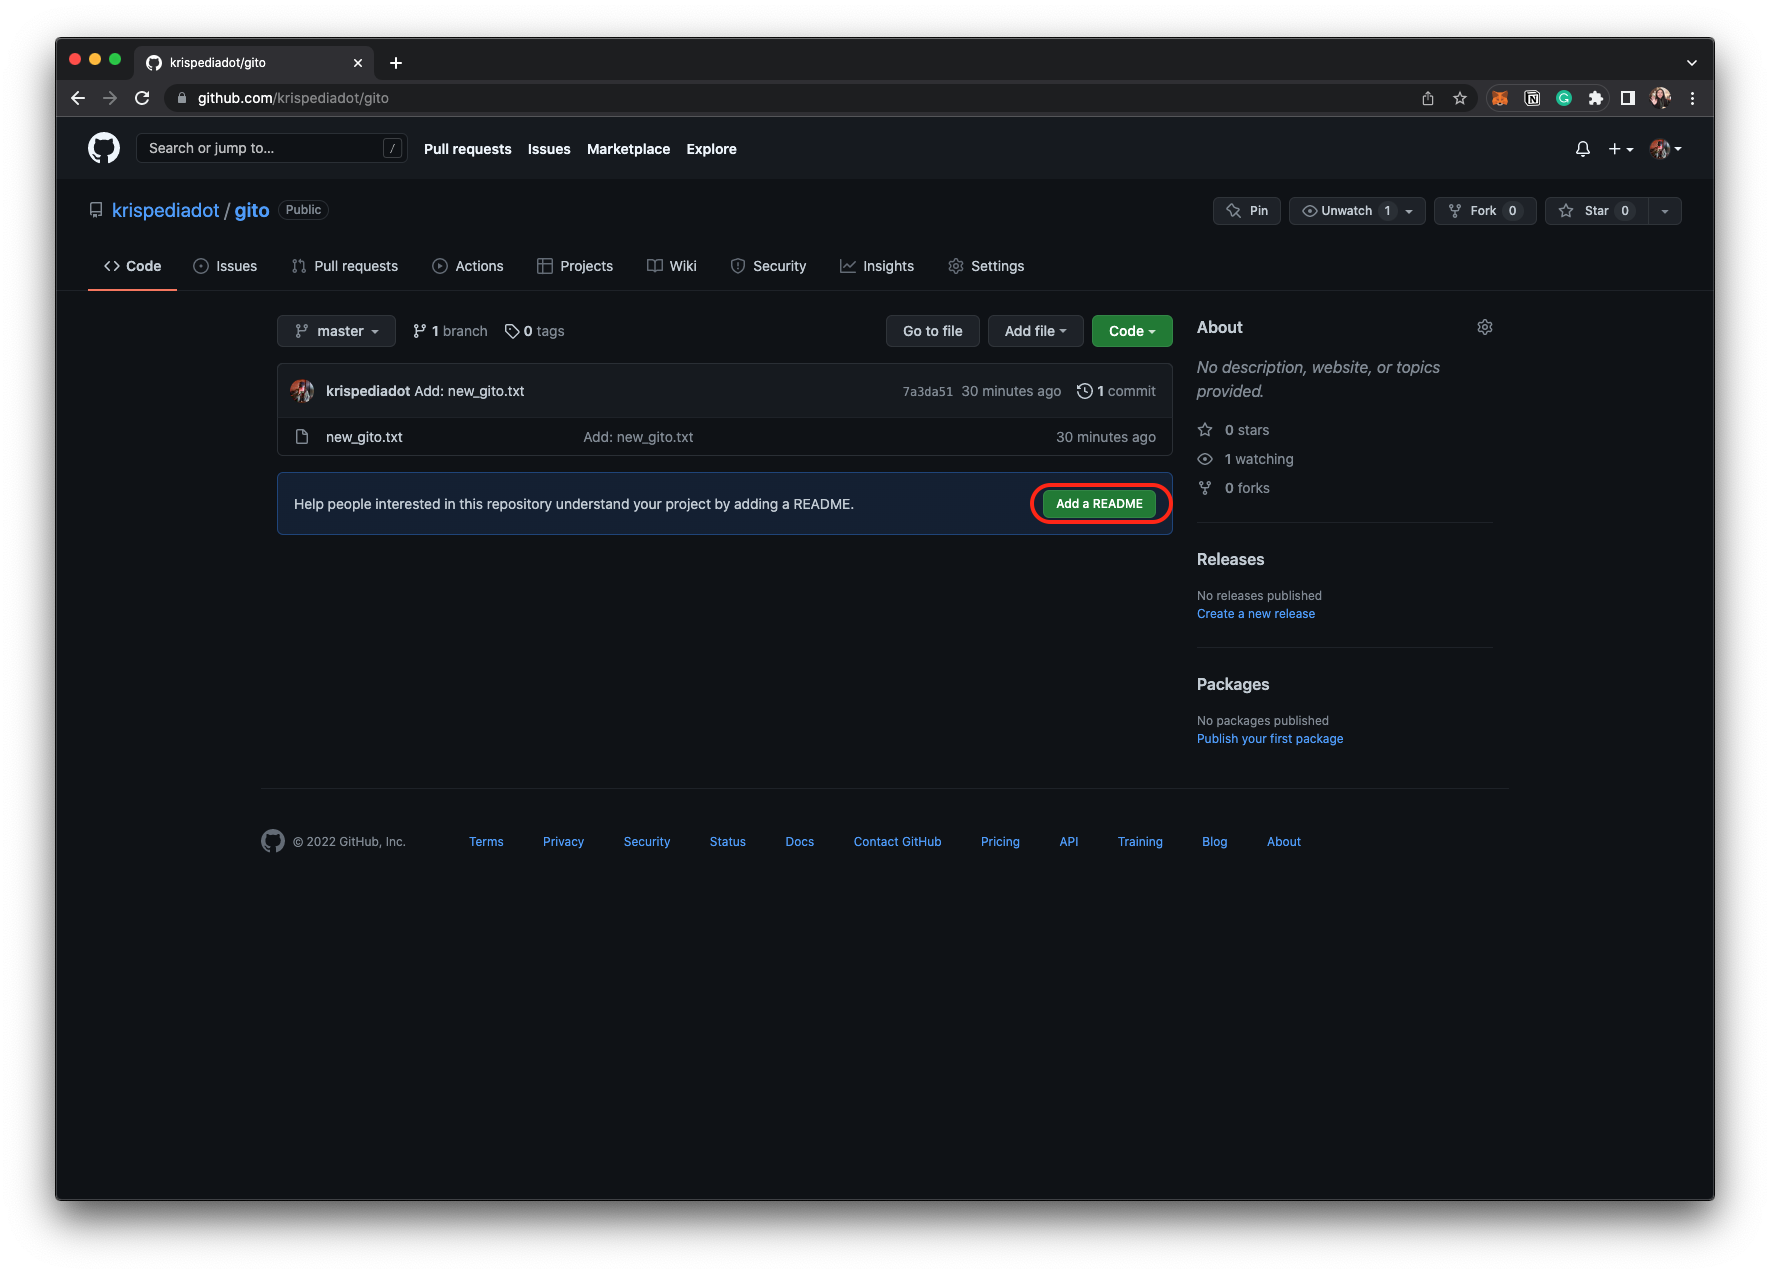 krispediadot/gito
github.com/krispediadot/gito
Search or jump to... /
Pull requests Issues Marketplace Explore
krispediadot / gito Public
Pin Unwatch 1 Fork 0 Star 0
Code Issues Pull requests Actions Projects Wiki Security Insights Settings
master 1 branch 0 tags Go to file Add file Code
krispediadot Add: new_gito.txt 7a3da51 30 minutes ago 1 commit
new_gito.txt Add: new_gito.txt 30 minutes ago
Help people interested in this repository understand your project by adding a README. Add a README
About
No description, website, or topics
provided.
0 stars
1 watching
0 forks
Releases
No releases published
Create a new release
Packages
No packages published
Publish your first package
© 2022 GitHub, Inc. Terms Privacy Security Status Docs Contact GitHub Pricing API Training Blog About